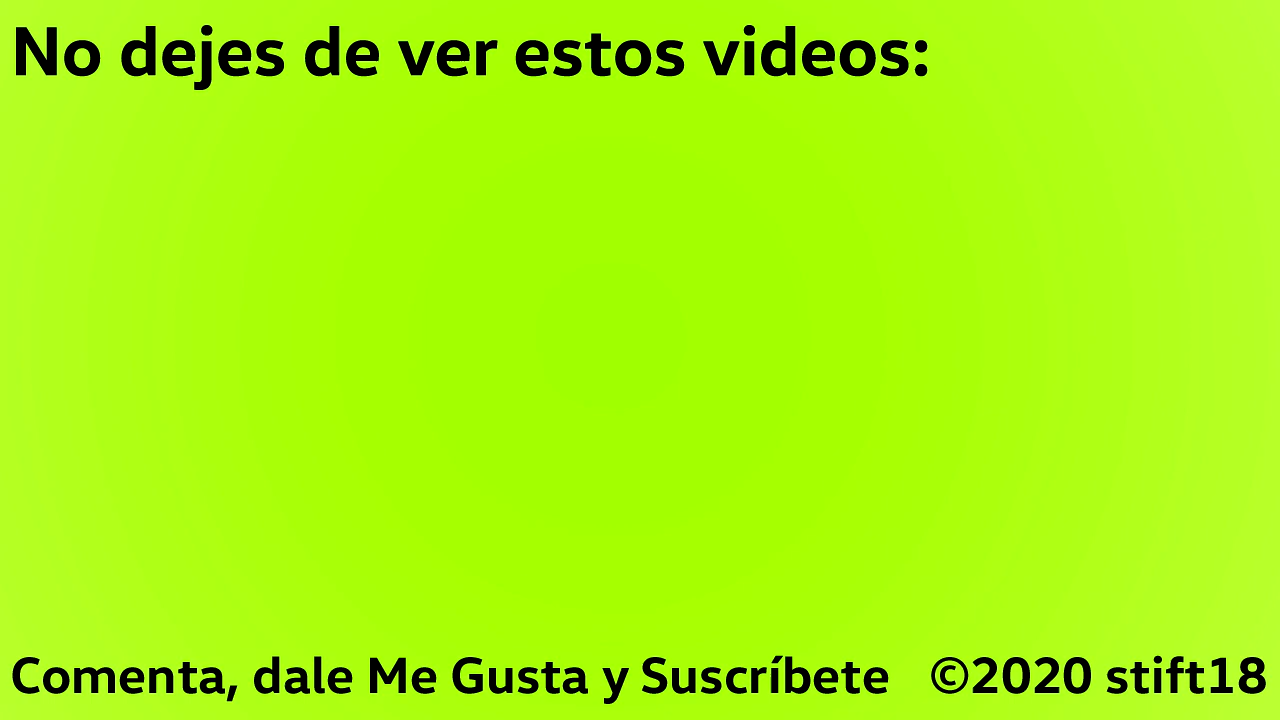 No dejes de ver estos videos:
Comenta, dale Me Gusta y Suscríbete ©2020 stift18